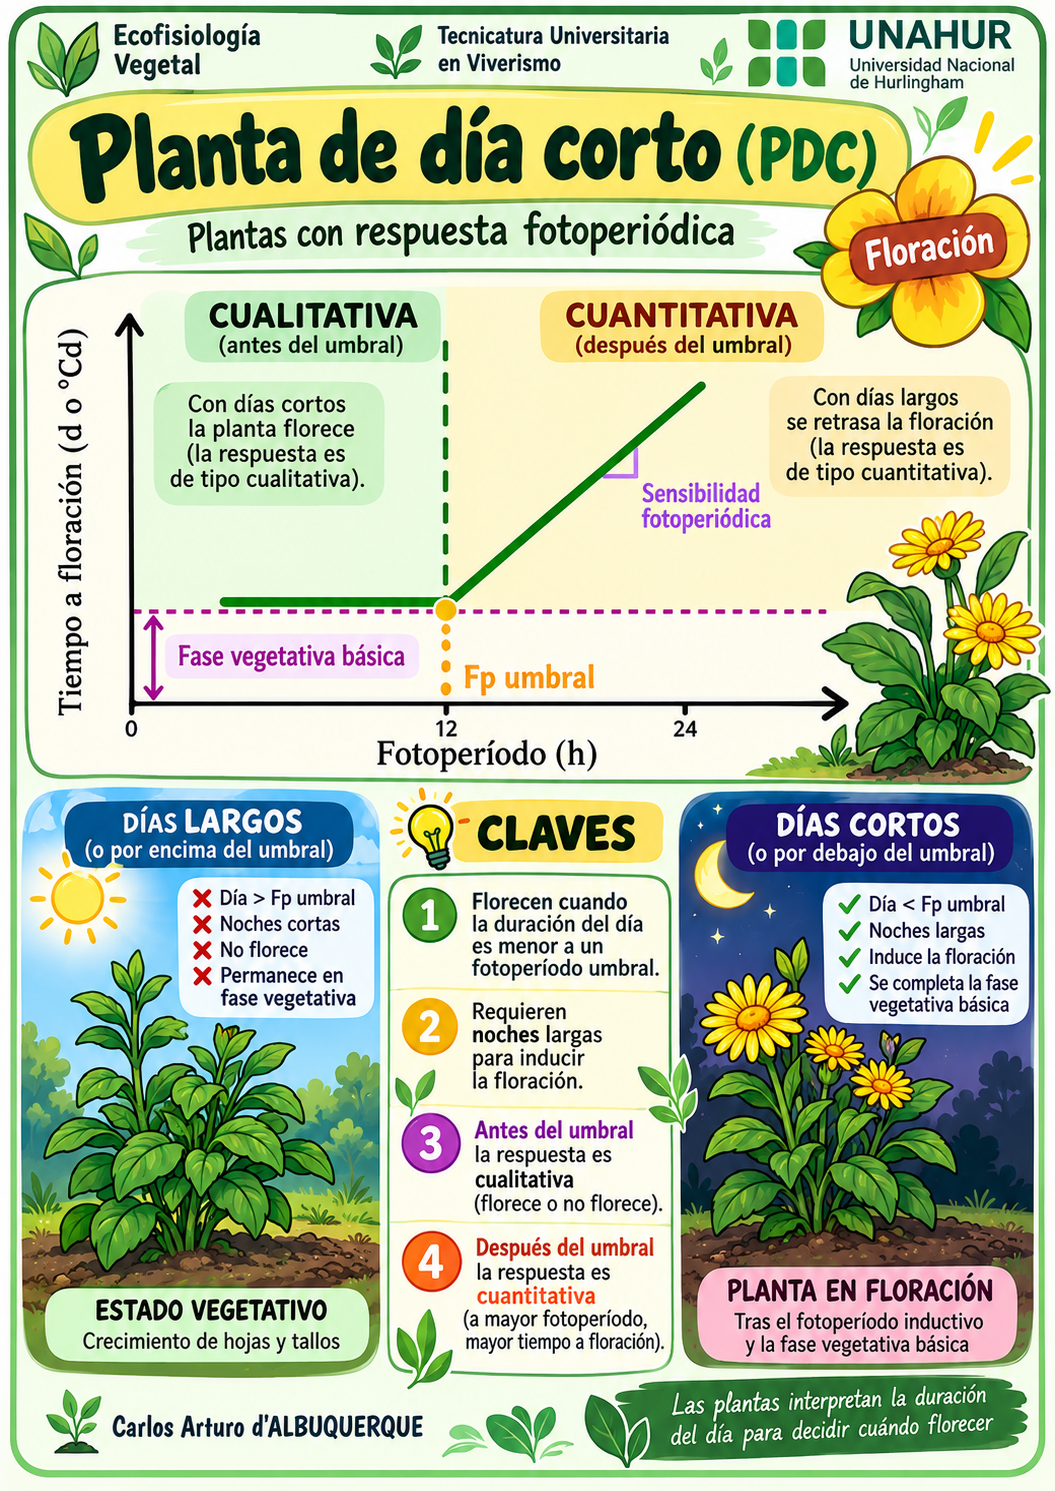 Ecofisiología
Vegetal
Tecnicatura Universitaria
en Viverismo
UNAHUR
Universidad Nacional
de Hurlingham
Planta de día corto (PDC)
Plantas con respuesta fotoperiódica
Floración
CUALITATIVA
(antes del umbral)
CUANTITATIVA
(después del umbral)
Con días cortos
la planta florece
(la respuesta es
de tipo cualitativa).
Con días largos
se retrasa la floración
(la respuesta es
de tipo cuantitativa).
Sensibilidad
fotoperiódica
Tiempo a floración (d o °Cd)
Fase vegetativa básica
Fp umbral
0
12
24
Fotoperíodo (h)
DÍAS LARGOS
(o por encima del umbral)
Día > Fp umbral
Noches cortas
No florece
Permanece en
fase vegetativa
ESTADO VEGETATIVO
Crecimiento de hojas y tallos
CLAVES
1
Florecen cuando
la duración del día
es menor a un
fotoperíodo umbral.
2
Requieren
noches largas
para inducir
la floración.
3
Antes del umbral
la respuesta es
cualitativa
(florece o no florece).
4
Después del umbral
la respuesta es
cuantitativa
(a mayor fotoperíodo,
mayor tiempo a floración).
DÍAS CORTOS
(o por debajo del umbral)
Día < Fp umbral
Noches largas
Induce la floración
Se completa la fase
vegetativa básica
PLANTA EN FLORACIÓN
Tras el fotoperíodo inductivo
y la fase vegetativa básica
Carlos Arturo d'ALBUQUERQUE
Las plantas interpretan la duración
del día para decidir cuándo florecer